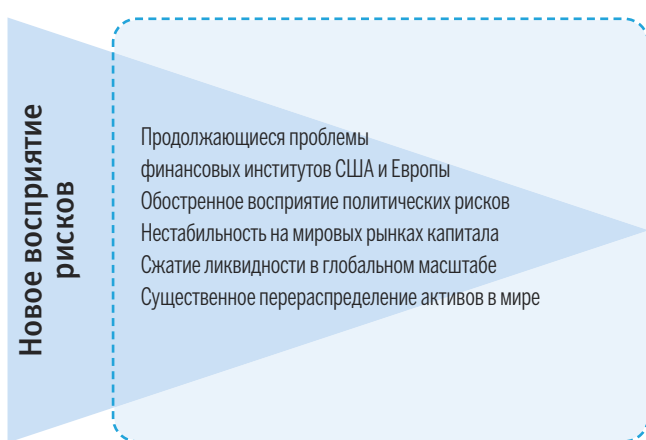 Новое восприятие
рисков
Продолжающиеся проблемы
финансовых институтов США и Европы
Обостренное восприятие политических рисков
Нестабильность на мировых рынках капитала
Сжатие ликвидности в глобальном масштабе
Существенное перераспределение активов в мире